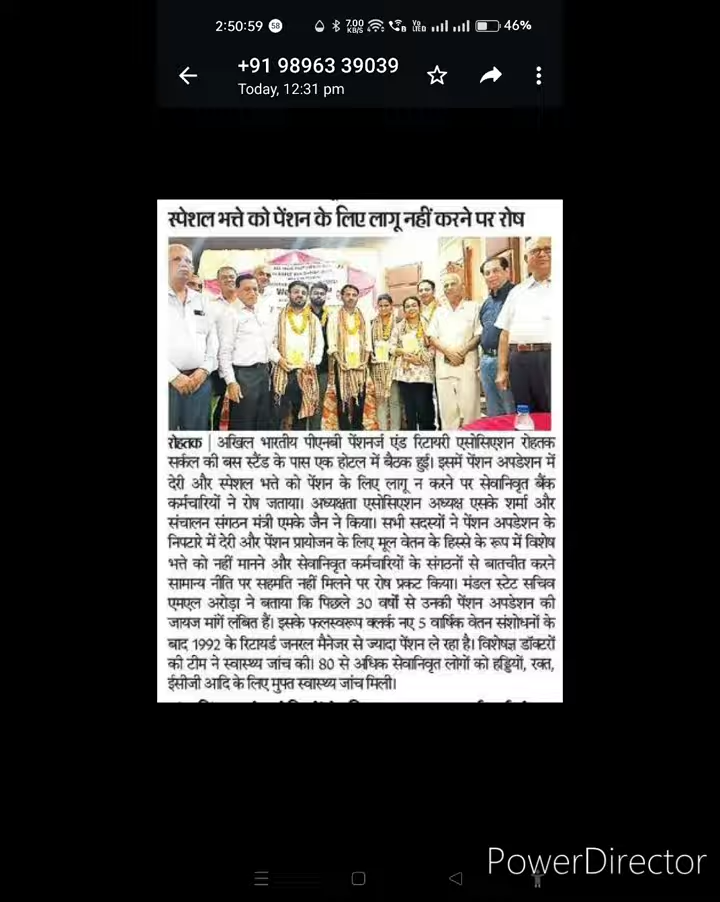 2:50:59 58 7.00 KB/S Vo LTED 46%
+91 98963 39039
Today, 12:31 pm
स्पेशल भत्ते को पेंशन के लिए लागू नहीं करने पर रोष
रोहतक | अखिल भारतीय पीएनबी पेंशनर्ज एंड रिटायरी एसोसिएशन रोहतक
सर्कल की बस स्टैंड के पास एक होटल में बैठक हुई। इसमें पेंशन अपडेशन में
देरी और स्पेशल भत्ते को पेंशन के लिए लागू न करने पर सेवानिवृत बैंक
कर्मचारियों ने रोष जताया। अध्यक्षता एसोसिएशन अध्यक्ष एसके शर्मा और
संचालन संगठन मंत्री एमके जैन ने किया। सभी सदस्यों ने पेंशन अपडेशन के
निपटारे में देरी और पेंशन प्रायोजन के लिए मूल वेतन के हिस्से के रूप में विशेष
भत्ते को नहीं मानने और सेवानिवृत कर्मचारियों के संगठनों से बातचीत करने
सामान्य नीति पर सहमति नहीं मिलने पर रोष प्रकट किया। मंडल स्टेट सचिव
एमएल अरोड़ा ने बताया कि पिछले 30 वर्षों से उनकी पेंशन अपडेशन की
जायज मांगें लंबित हैं। इसके फलस्वरूप क्लर्क नए 5 वार्षिक वेतन संशोधनों के
बाद 1992 के रिटायर्ड जनरल मैनेजर से ज्यादा पेंशन ले रहा है। विशेषज्ञ डॉक्टरों
की टीम ने स्वास्थ्य जांच की। 80 से अधिक सेवानिवृत लोगों को हड्डियों, रक्त,
ईसीजी आदि के लिए मुफ्त स्वास्थ्य जांच मिली।
PowerDirector